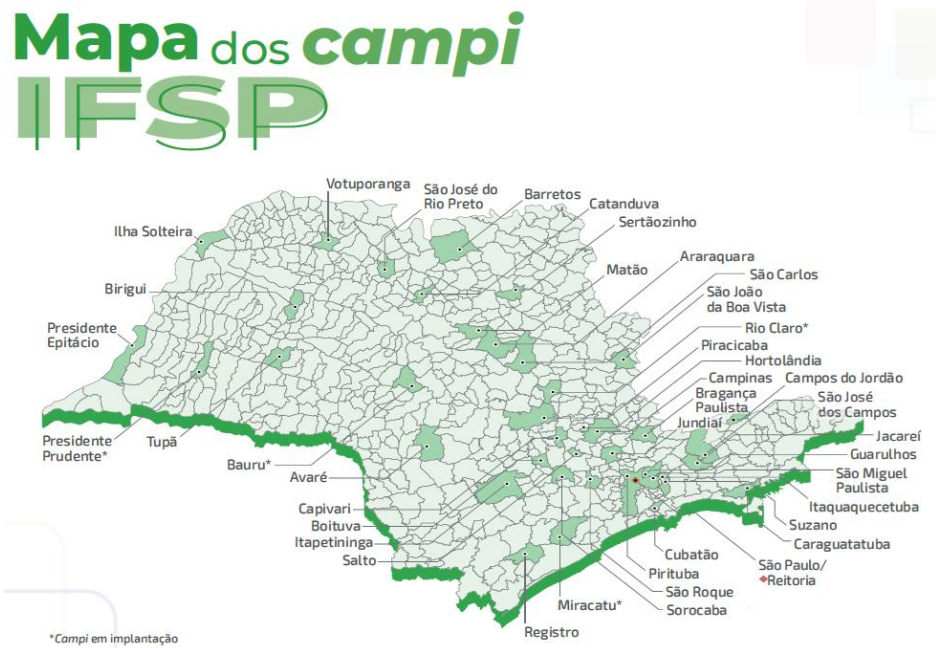 Mapa dos campi
IFSP
Votuporanga
São José do
Rio Preto
Barretos
Catanduva
Sertãozinho
Ilha Solteira
Araraquara
Matão
São Carlos
Birigui
São João
da Boa Vista
Presidente
Epitácio
Rio Claro*
Piracicaba
Hortolândia
Campinas
Campos do Jordão
Bragança
Paulista
São José
dos Campos
Jundiaí
Presidente
Prudente*
Tupã
Jacareí
Guarulhos
Bauru*
Avaré
São Miguel
Paulista
Itaquaquecetuba
Capivari
Boituva
Suzano
Itapetininga
Caraguatatuba
Salto
Cubatão
São Paulo/
Reitoria
Pirituba
São Roque
Miracatu*
Sorocaba
Registro
*Campi em implantação